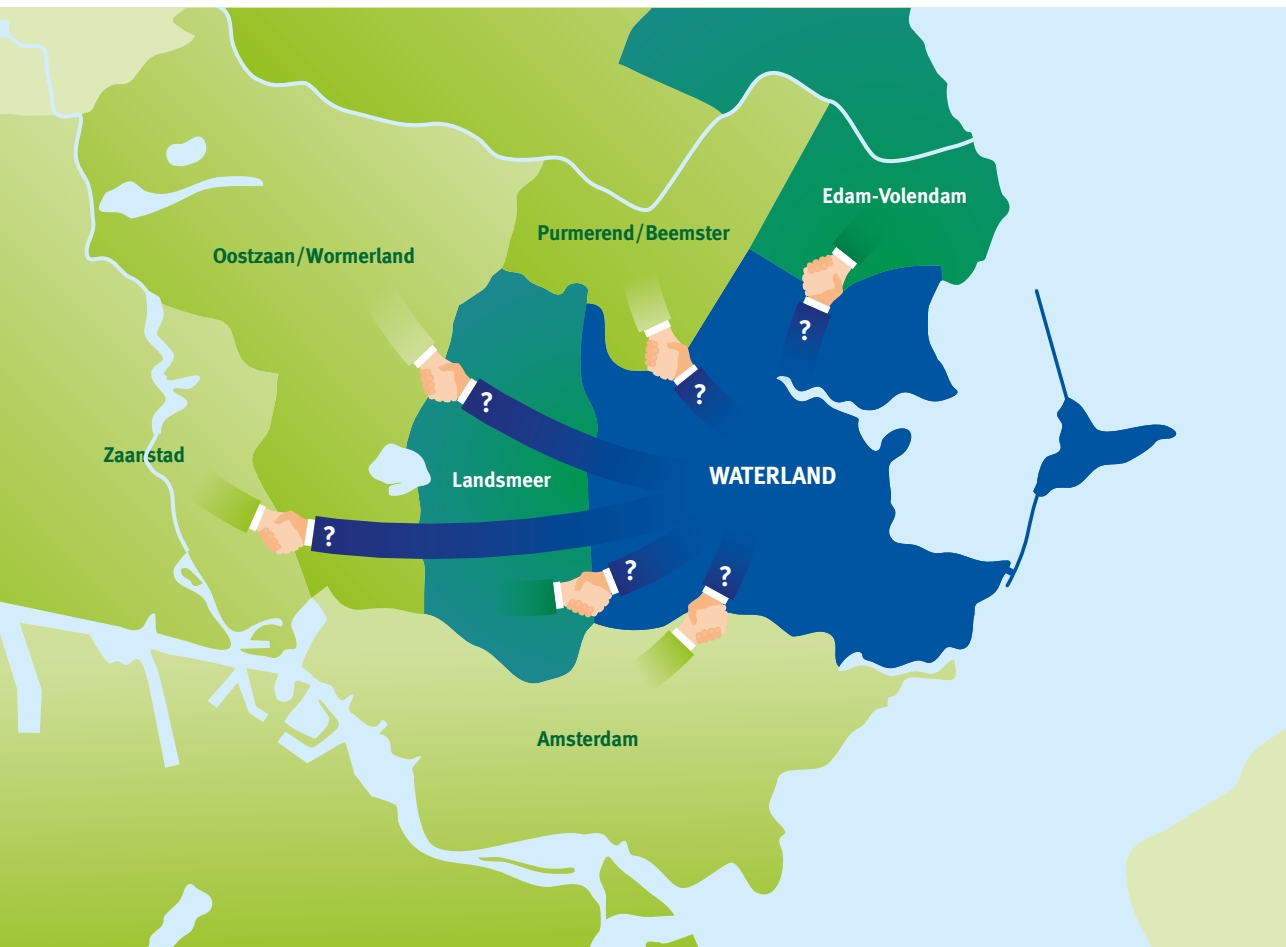 Edam-Volendam
Purmerend/Beemster
Oostzaan/Wormerland
?
?
?
Zaanstad
Landsmeer
WATERLAND
?
?
?
Amsterdam